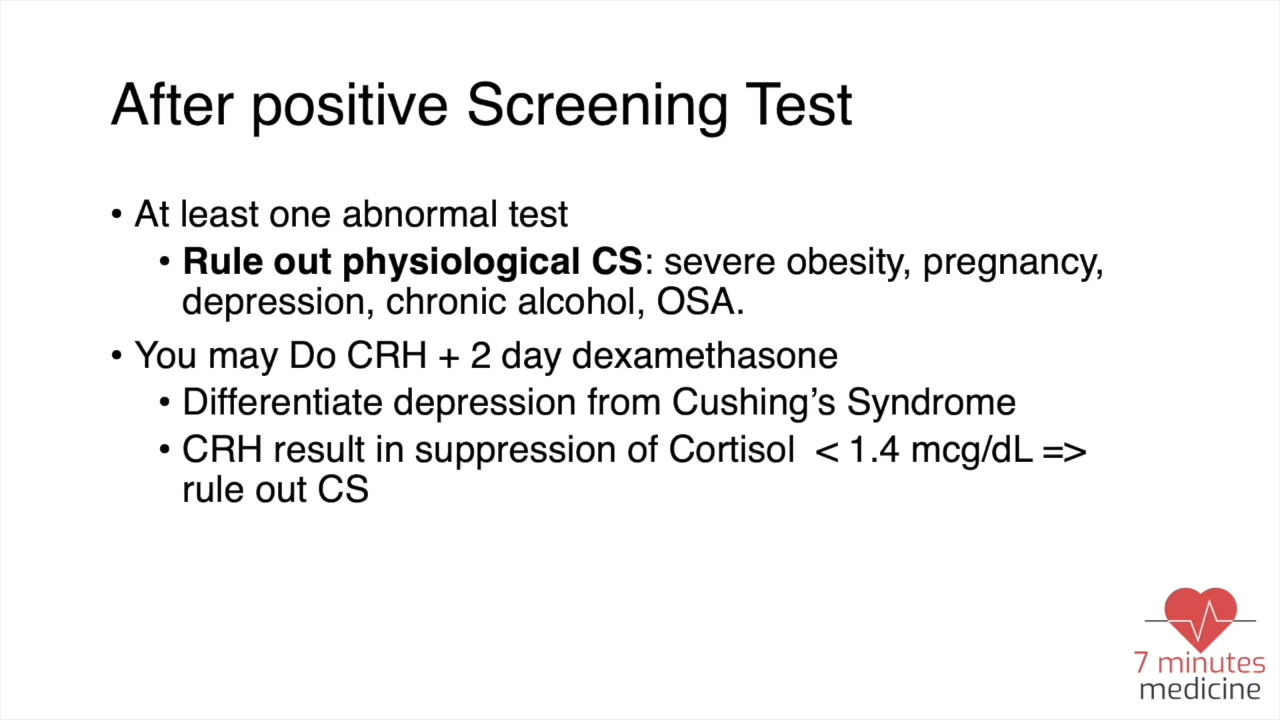 After positive Screening Test
• At least one abnormal test
• Rule out physiological CS: severe obesity, pregnancy,
depression, chronic alcohol, OSA.
• You may Do CRH + 2 day dexamethasone
• Differentiate depression from Cushing’s Syndrome
• CRH result in suppression of Cortisol  < 1.4 mcg/dL =>
rule out CS
7 minutes
medicine